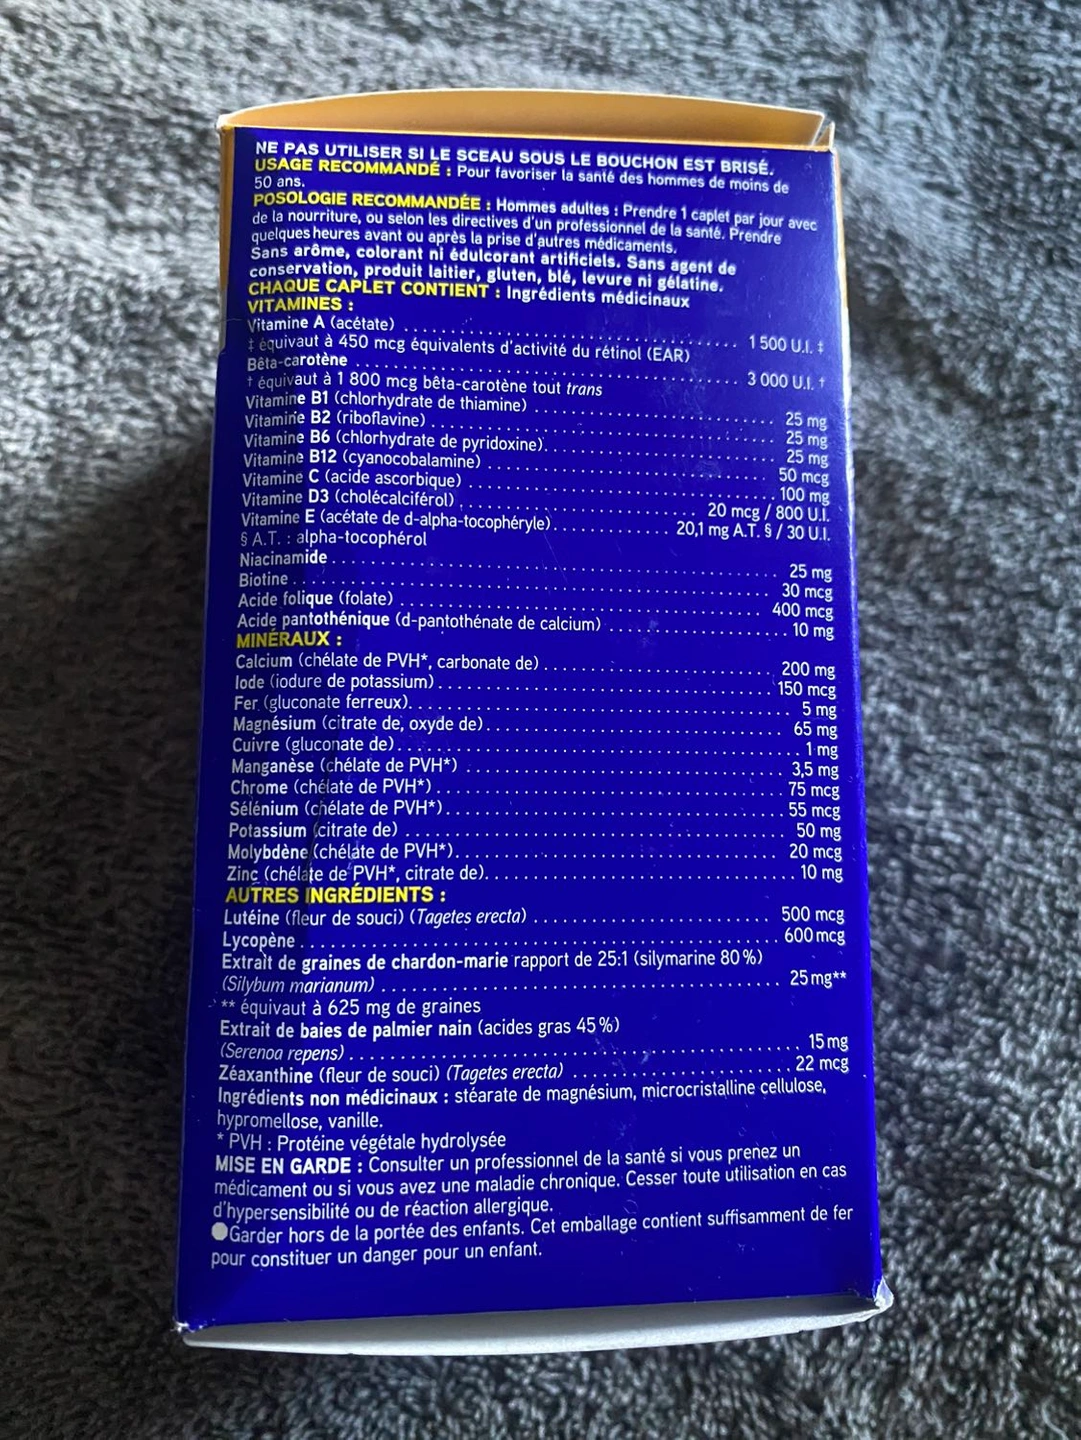 NE PAS UTILISER SI LE SCEAU SOUS LE BOUCHON EST BRISÉ.
USAGE RECOMMANDÉ : Pour favoriser la santé des hommes de moins de
50 ans.
POSOLOGIE RECOMMANDÉE : Hommes adultes : Prendre 1 caplet par jour avec
de la nourriture, ou selon les directives d'un professionnel de la santé. Prendre
quelques heures avant ou après la prise d'autres médicaments.
Sans arôme, colorant ni édulcorant artificiels. Sans agent de
conservation, produit laitier, gluten, blé, levure ni gélatine.
CHAQUE CAPLET CONTIENT : Ingrédients médicinaux
VITAMINES :
Vitamine A (acétate) ........ 1 500 U.I. ‡
‡ équivaut à 450 mcg équivalents d'activité du rétinol (EAR)
Bêta-carotène ........ 3 000 U.I. †
† équivaut à 1 800 mcg bêta-carotène tout trans
Vitamine B1 (chlorhydrate de thiamine) ........ 25 mg
Vitamine B2 (riboflavine) ........ 25 mg
Vitamine B6 (chlorhydrate de pyridoxine) ........ 25 mg
Vitamine B12 (cyanocobalamine) ........ 50 mcg
Vitamine C (acide ascorbique) ........ 100 mg
Vitamine D3 (cholécalciférol) ........ 20 mcg / 800 U.I.
Vitamine E (acétate de d-alpha-tocophéryle) ........ 20,1 mg A.T. § / 30 U.I.
§ A.T. : alpha-tocophérol
Niacinamide ........ 25 mg
Biotine ........ 30 mcg
Acide folique (folate) ........ 400 mcg
Acide pantothénique (d-pantothénate de calcium) ........ 10 mg
MINÉRAUX :
Calcium (chélate de PVH*, carbonate de) ........ 200 mg
Iode (iodure de potassium) ........ 150 mcg
Fer (gluconate ferreux) ........ 5 mg
Magnésium (citrate de, oxyde de) ........ 65 mg
Cuivre (gluconate de) ........ 1 mg
Manganèse (chélate de PVH*) ........ 3,5 mg
Chrome (chélate de PVH*) ........ 75 mcg
Sélénium (chélate de PVH*) ........ 55 mcg
Potassium (citrate de) ........ 50 mg
Molybdène (chélate de PVH*) ........ 20 mcg
Zinc (chélate de PVH*, citrate de) ........ 10 mg
AUTRES INGRÉDIENTS :
Lutéine (fleur de souci) (Tagetes erecta) ........ 500 mcg
Lycopène ........ 600 mcg
Extrait de graines de chardon-marie rapport de 25:1 (silymarine 80 %)
(Silybum marianum) ........ 25 mg**
** équivaut à 625 mg de graines
Extrait de baies de palmier nain (acides gras 45 %)
(Serenoa repens) ........ 15 mg
Zéaxanthine (fleur de souci) (Tagetes erecta) ........ 22 mcg
Ingrédients non médicinaux : stéarate de magnésium, microcristalline cellulose,
hypromellose, vanille.
* PVH : Protéine végétale hydrolysée
MISE EN GARDE : Consulter un professionnel de la santé si vous prenez un
médicament ou si vous avez une maladie chronique. Cesser toute utilisation en cas
d'hypersensibilité ou de réaction allergique.
Garder hors de la portée des enfants. Cet emballage contient suffisamment de fer
pour constituer un danger pour un enfant.